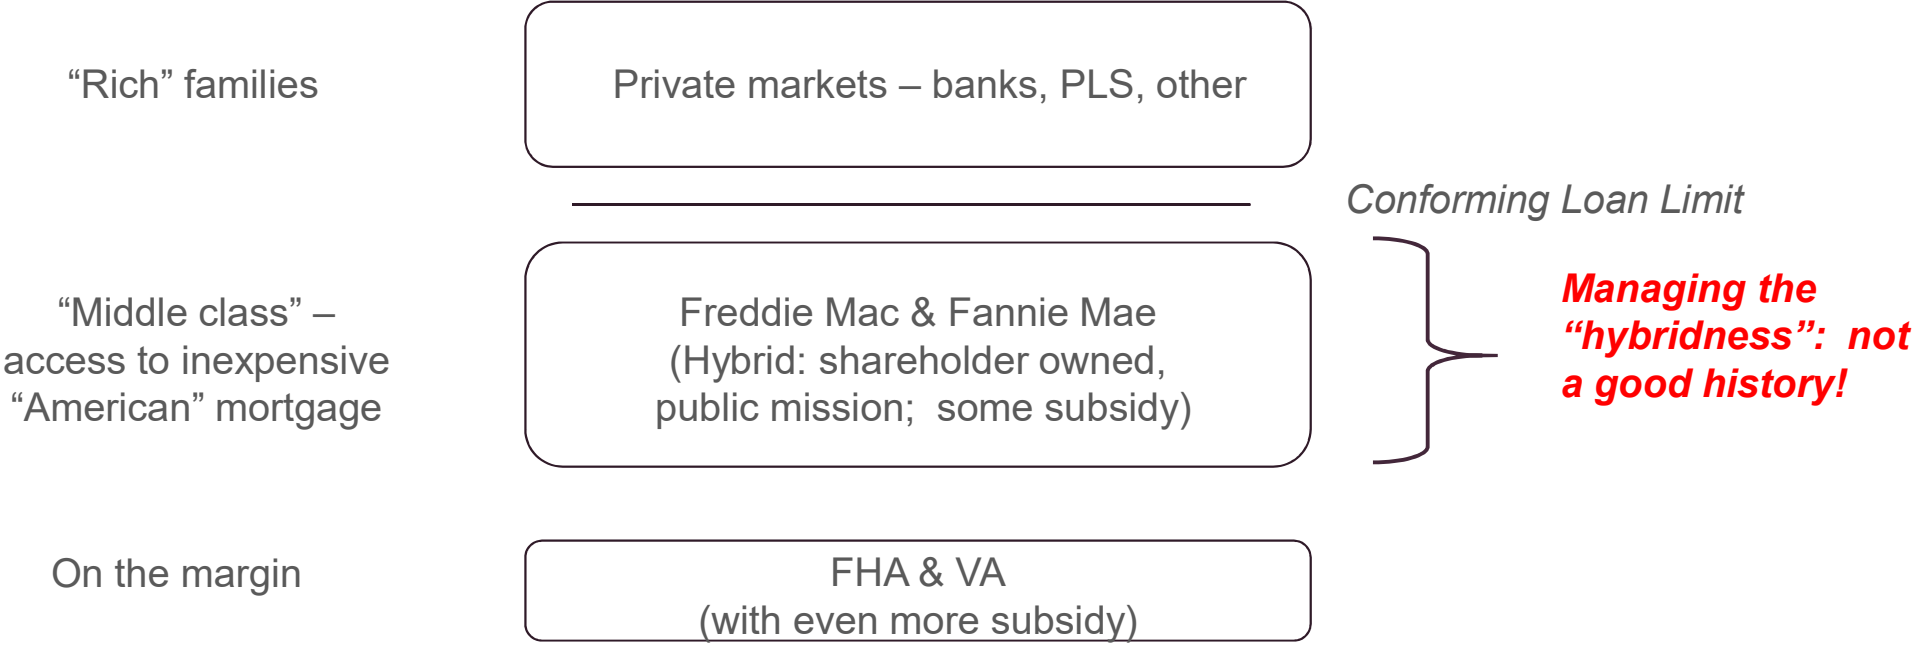 “Rich” families
Private markets – banks, PLS, other
Conforming Loan Limit
“Middle class” –
access to inexpensive
“American” mortgage
Freddie Mac & Fannie Mae
(Hybrid: shareholder owned,
public mission;  some subsidy)
Managing the
“hybridness”:  not
a good history!
On the margin
FHA & VA
(with even more subsidy)